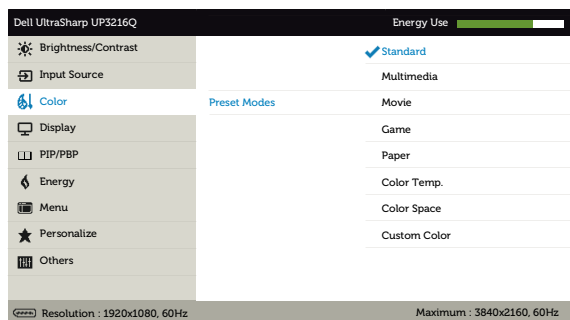 Dell UltraSharp UP3216Q Energy Use
Brightness/Contrast
Standard
Input Source
Multimedia
Color
Preset Modes
Movie
Display
Game
PIP/PBP
Paper
Energy
Color Temp.
Menu
Color Space
Personalize
Custom Color
Others
Resolution : 1920x1080, 60Hz Maximum : 3840x2160, 60Hz